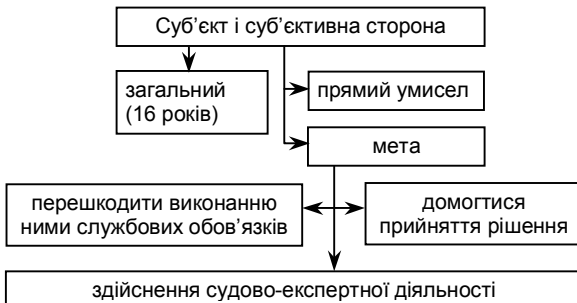 Суб’єкт і суб’єктивна сторона
загальний
(16 років)
прямий умисел
мета
перешкодити виконанню
ними службових обов’язків
домогтися
прийняття рішення
здійснення судово-експертної діяльності